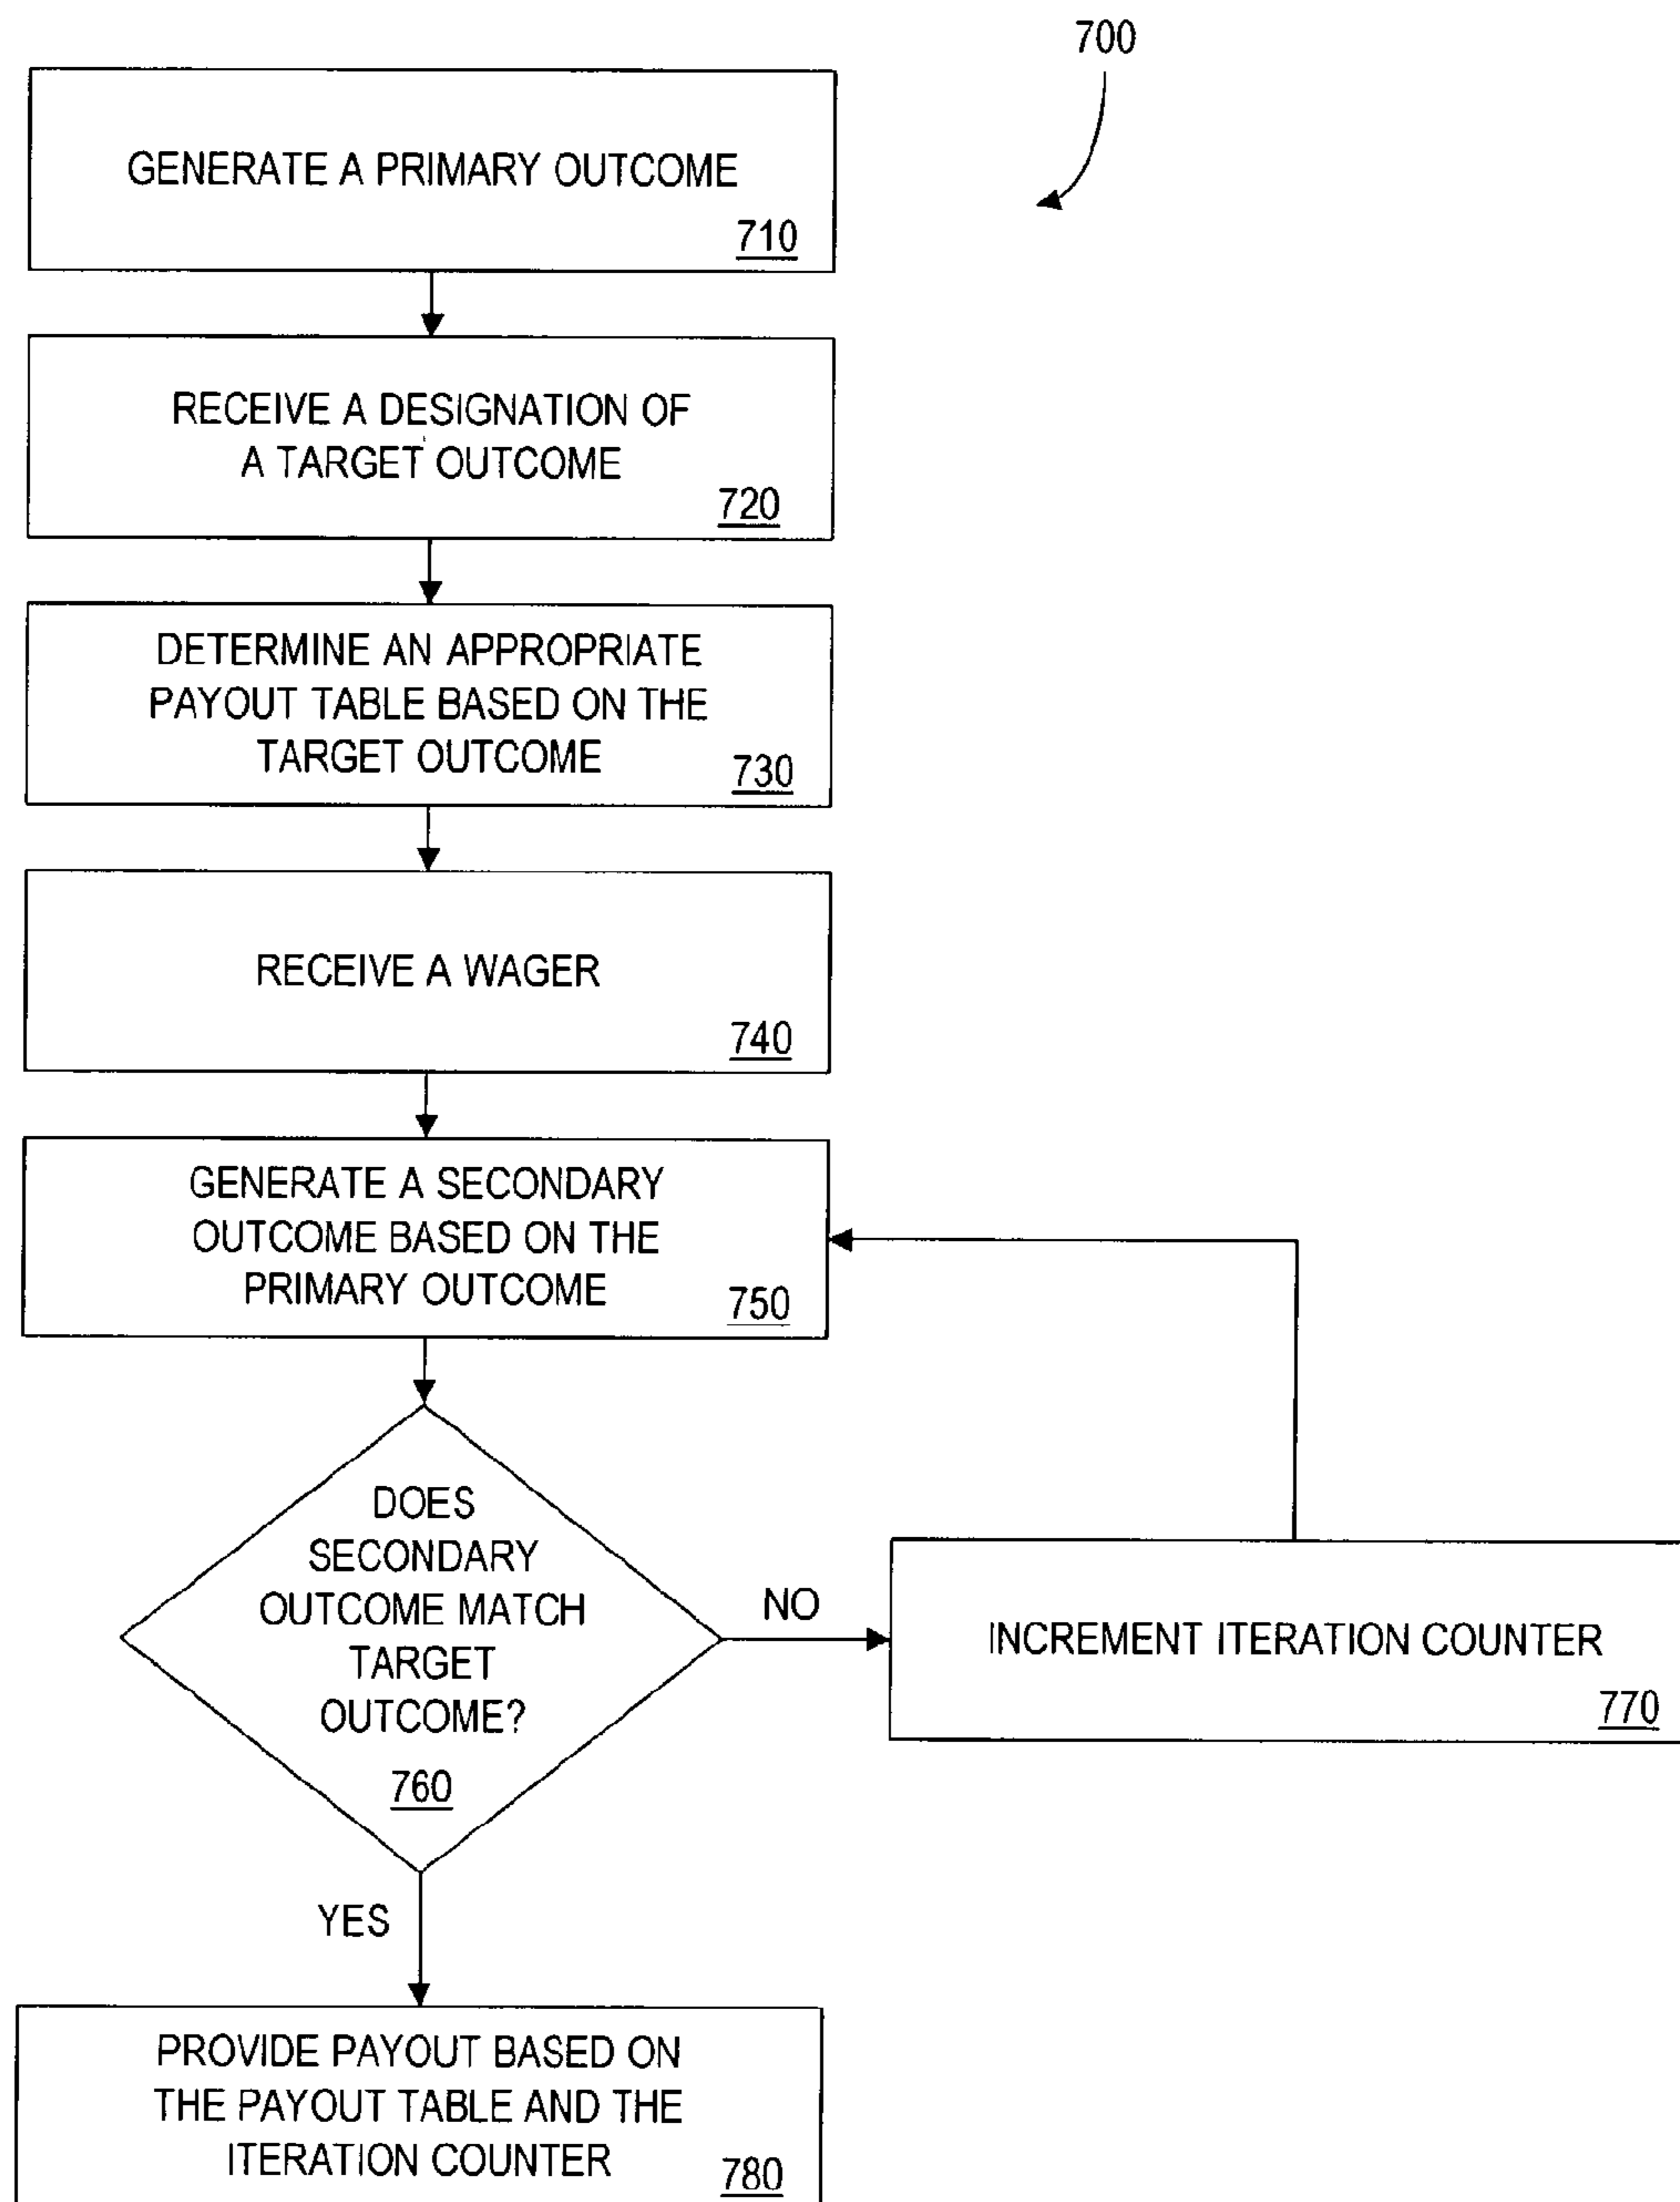 700
GENERATE A PRIMARY OUTCOME
710
RECEIVE A DESIGNATION OF
A TARGET OUTCOME
720
DETERMINE AN APPROPRIATE
PAYOUT TABLE BASED ON THE
TARGET OUTCOME
730
RECEIVE A WAGER
740
GENERATE A SECONDARY
OUTCOME BASED ON THE
PRIMARY OUTCOME
750
DOES
SECONDARY
OUTCOME MATCH
TARGET
OUTCOME?
760
NO
INCREMENT ITERATION COUNTER
770
YES
PROVIDE PAYOUT BASED ON
THE PAYOUT TABLE AND THE
ITERATION COUNTER
780